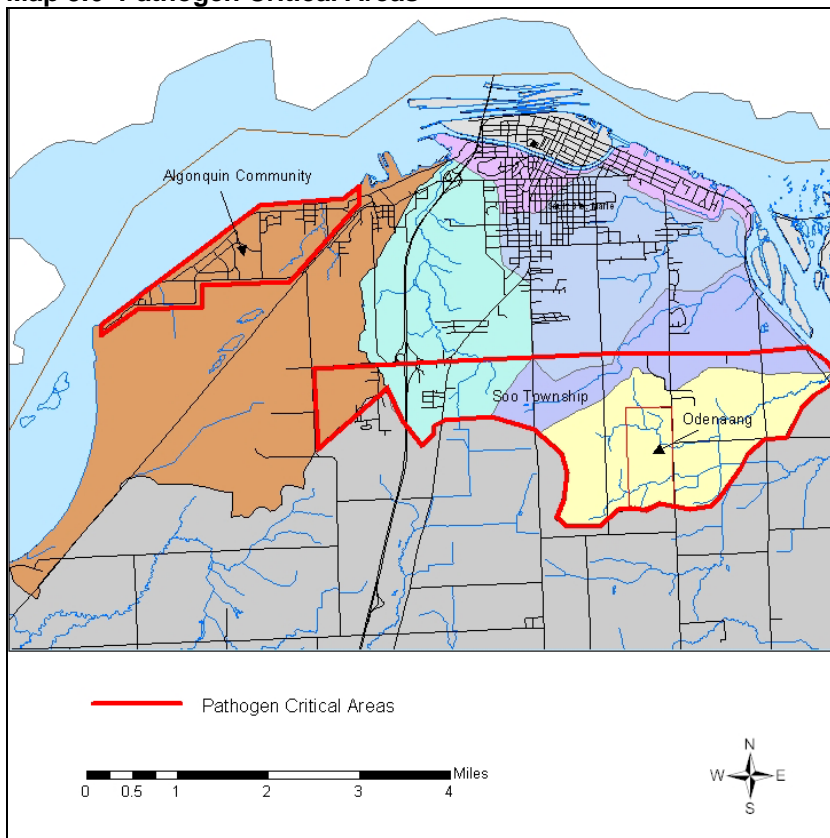 Algonquin Community
Soo Township
Odenaang
Pathogen Critical Areas
Miles
0 0.5 1 2 3 4
N
W E
S